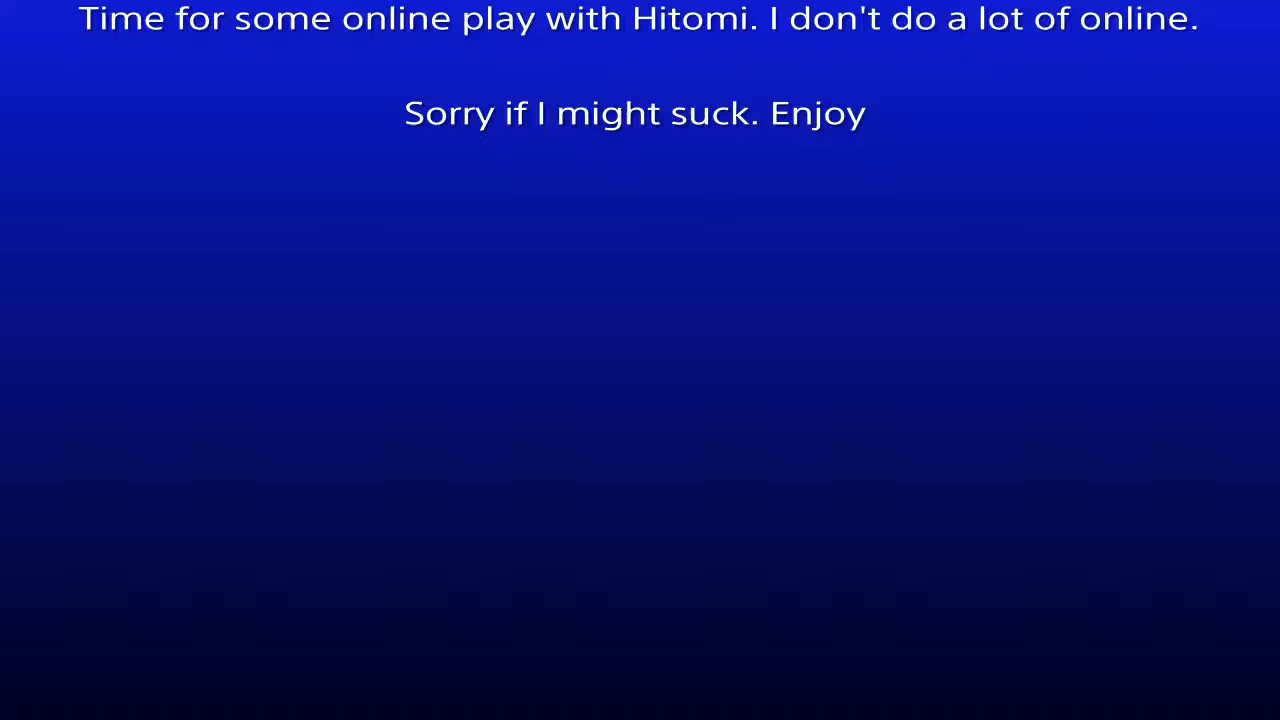 Time for some online play with Hitomi. I don't do a lot of online.
Sorry if I might suck. Enjoy